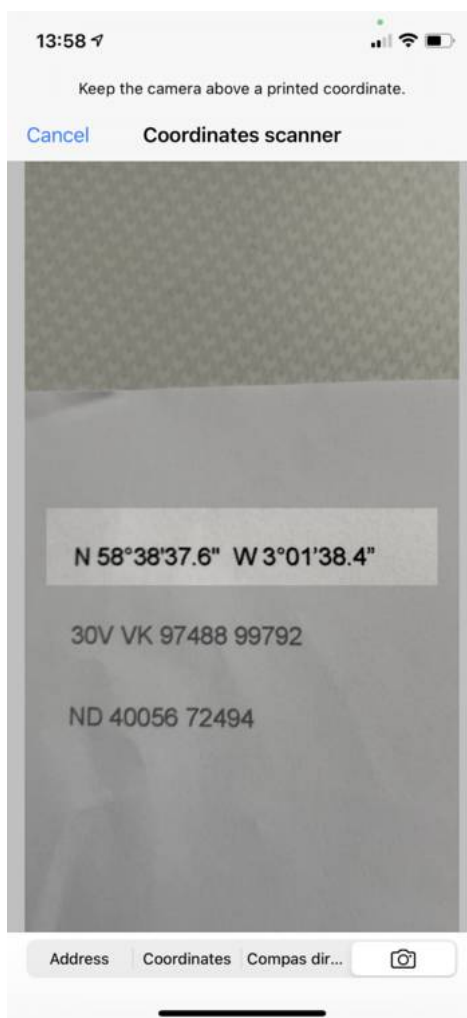 13:58
Keep the camera above a printed coordinate.
Cancel Coordinates scanner
N 58°38'37.6" W 3°01'38.4"
30V VK 97488 99792
ND 40056 72494
Address Coordinates Compas dir...